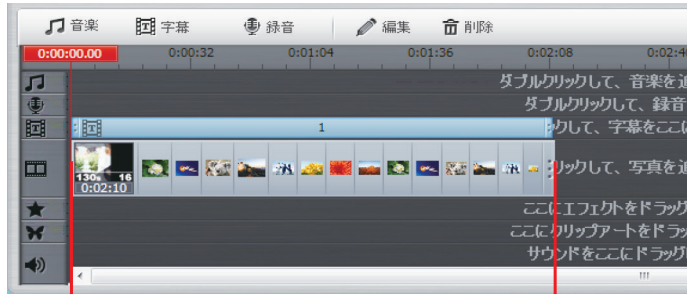 音楽 字幕 録音 編集 削除
0:00:00.00 0:00:32 0:01:04 0:01:36 0:02:08 0:02:4
ダブルクリックして、音楽を追
ダブルクリックして、録音
1 クして、字幕をここに
リックして、写真を追
130s 16
0:02:10
ここにエフェクトをドラッグ
ここにクリップアートをドラッ
サウンドをここにドラッグ